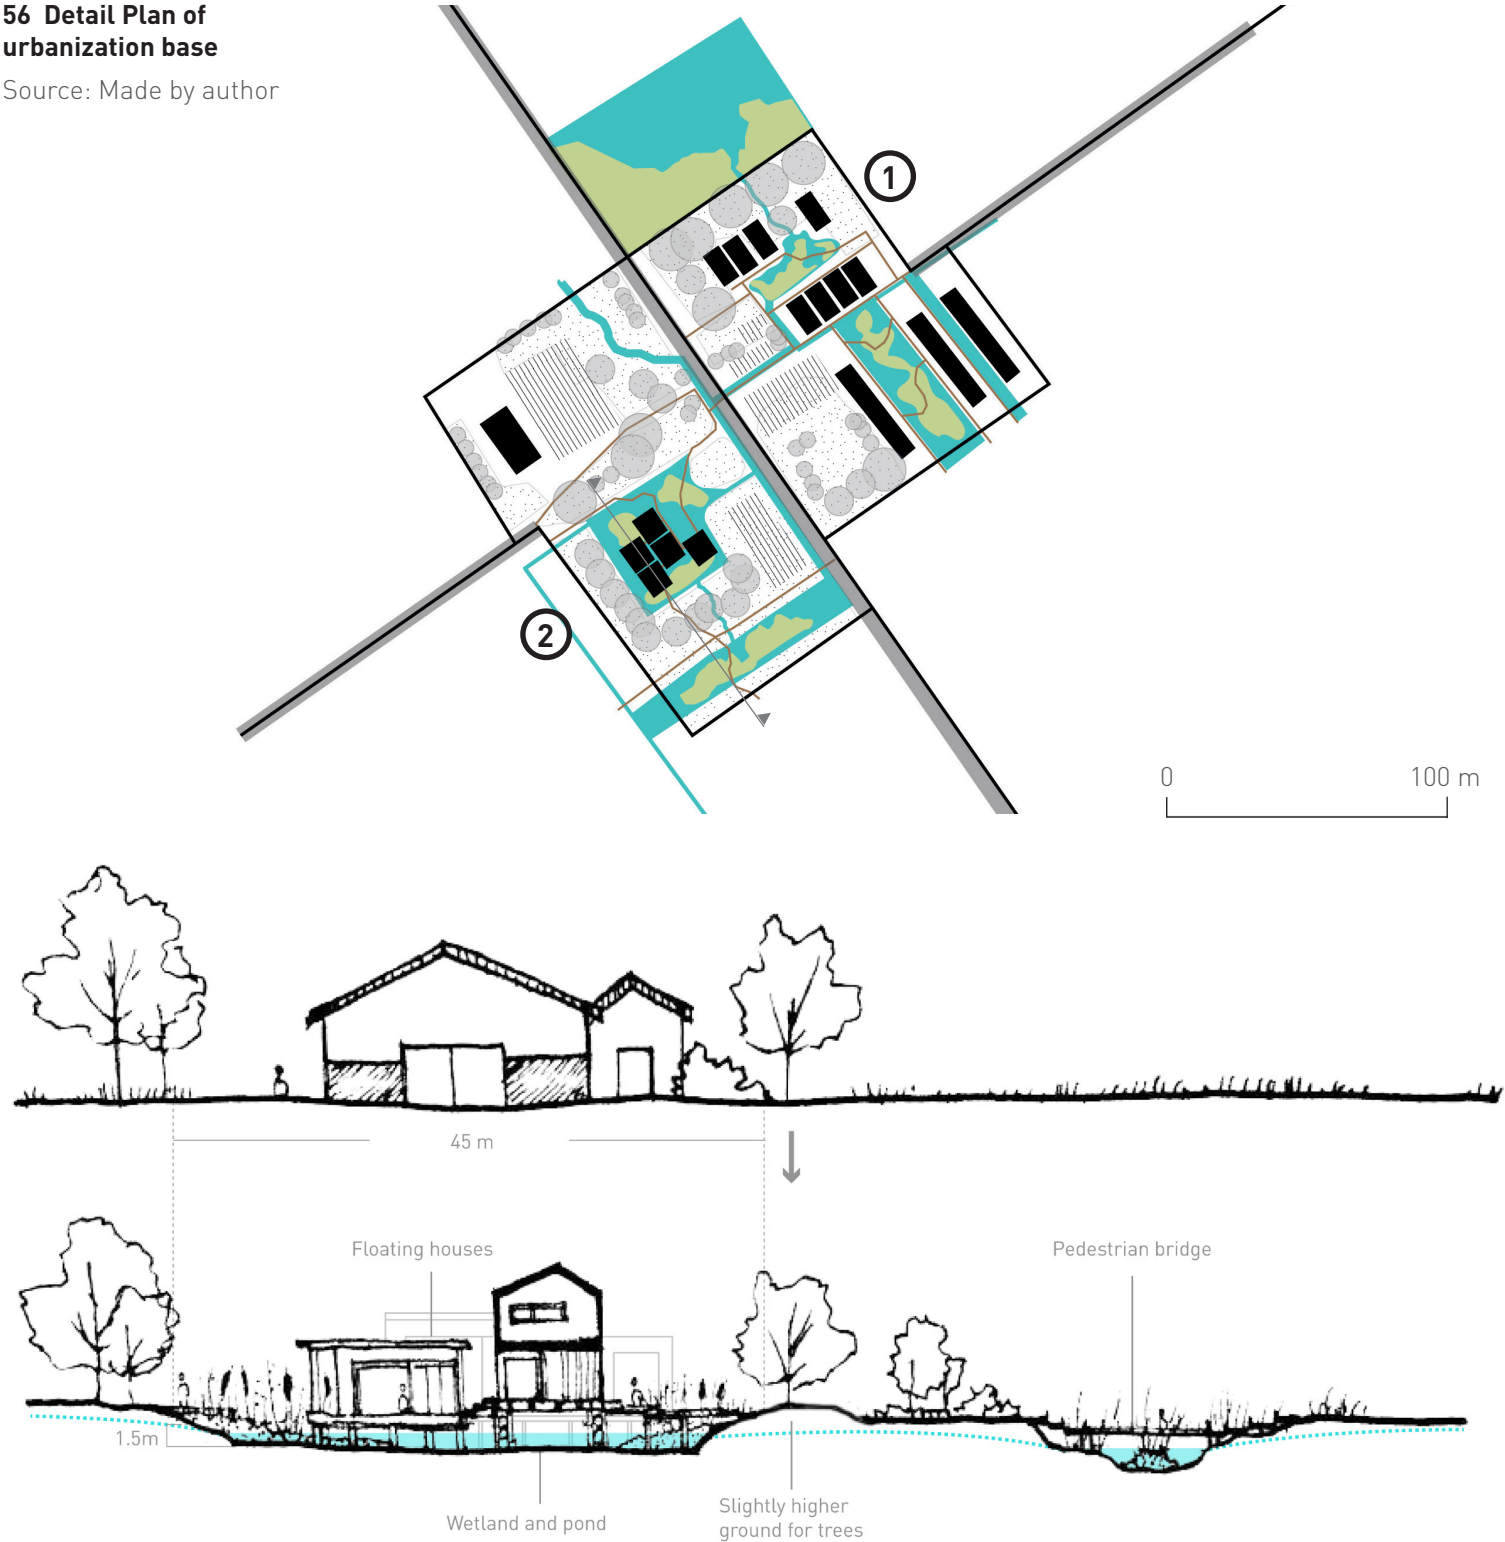 56 Detail Plan of
urbanization base
Source: Made by author
1
2
0 100 m
45 m
Floating houses
Pedestrian bridge
1.5m
Wetland and pond
Slightly higher
ground for trees